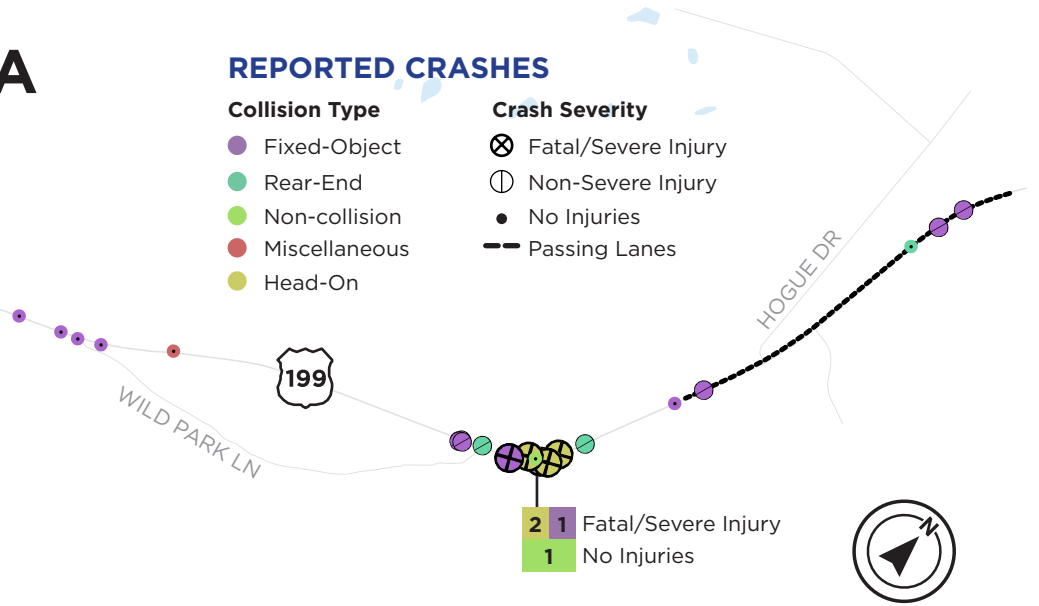 A
REPORTED CRASHES
Collision Type
Fixed-Object
Rear-End
Non-collision
Miscellaneous
Head-On
Crash Severity
Fatal/Severe Injury
Non-Severe Injury
No Injuries
Passing Lanes
HOGUE DR
199
WILD PARK LN
2 1 Fatal/Severe Injury
1 No Injuries
N